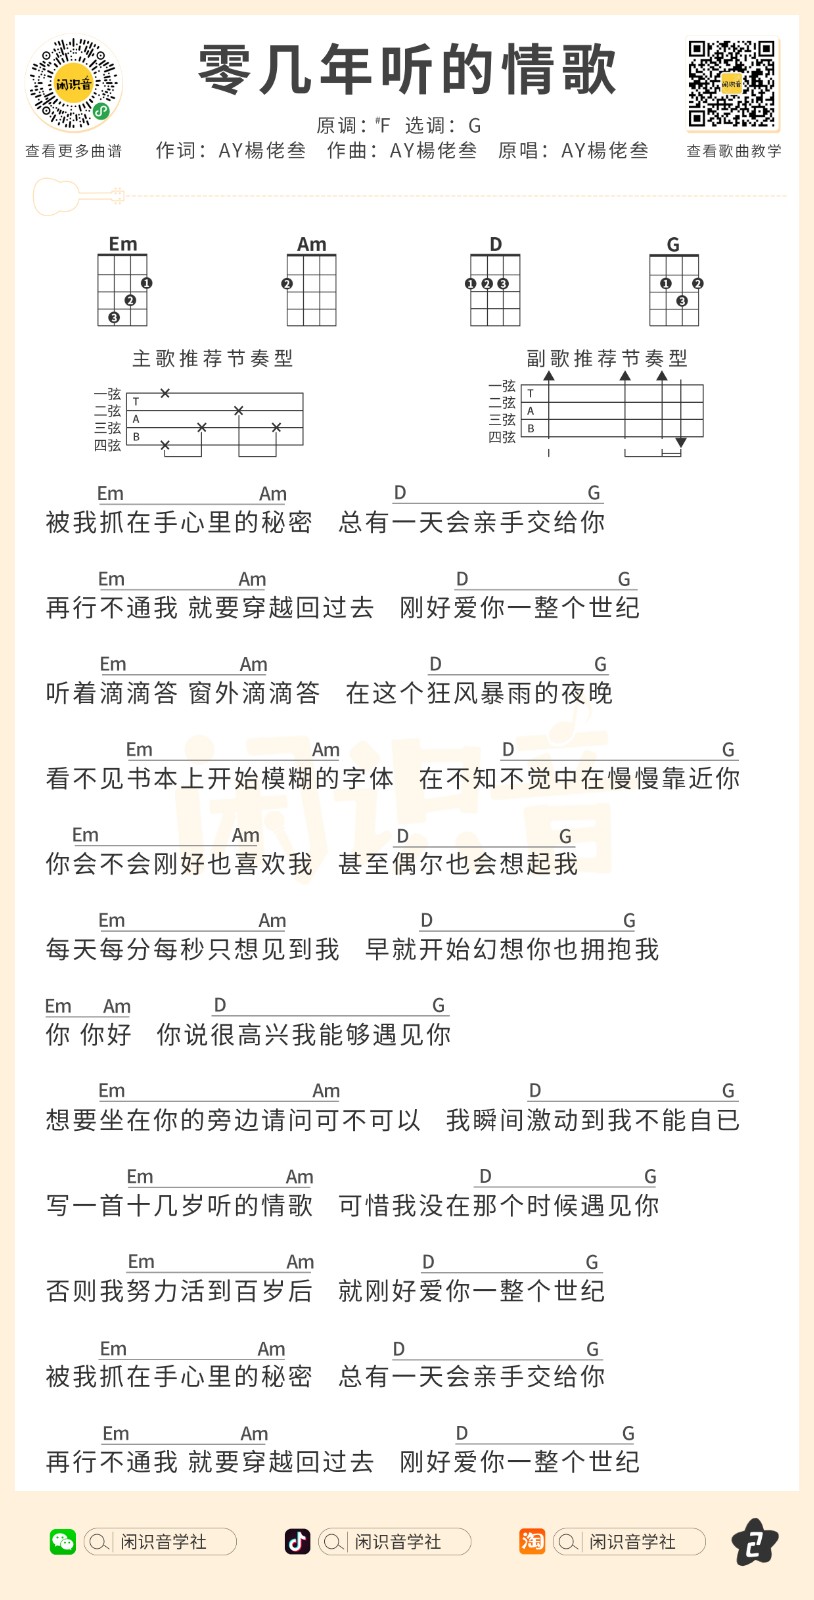 零几年听的情歌
原调：#F 选调：G
作词：AY楊佬叁 作曲：AY楊佬叁 原唱：AY楊佬叁
闲识音
查看更多曲谱
闲识音
查看歌曲教学
Em Am D G
1 2 3 2 1 2 3 1 2 3
主歌推荐节奏型 副歌推荐节奏型
一弦 一弦
二弦 T 二弦 T
三弦 A 三弦 A
四弦 B 四弦 B
Em Am D G
被我抓在手心里的秘密 总有一天会亲手交给你
Em Am D G
再行不通我 就要穿越回过去 刚好爱你一整个世纪
Em Am D G
听着滴滴答 窗外滴滴答 在这个狂风暴雨的夜晚
Em Am D G
看不见书本上开始模糊的字体 在不知不觉中在慢慢靠近你
闲识音
Em Am D G
你会不会刚好也喜欢我 甚至偶尔也会想起我
Em Am D G
每天每分每秒只想见到我 早就开始幻想你也拥抱我
Em Am D G
你 你好 你说很高兴我能够遇见你
Em Am D G
想要坐在你的旁边请问可不可以 我瞬间激动到我不能自已
Em Am D G
写一首十几岁听的情歌 可惜我没在那个时候遇见你
Em Am D G
否则我努力活到百岁后 就刚好爱你一整个世纪
Em Am D G
被我抓在手心里的秘密 总有一天会亲手交给你
Em Am D G
再行不通我 就要穿越回过去 刚好爱你一整个世纪
闲识音学社 闲识音学社 淘 闲识音学社 2